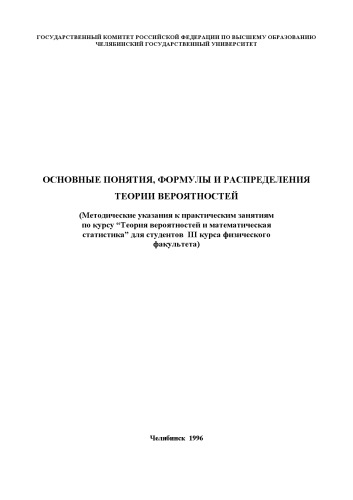 ГОСУДАРСТВЕННЫЙ КОМИТЕТ РОССИЙСКОЙ ФЕДЕРАЦИИ ПО ВЫСШЕМУ ОБРАЗОВАНИЮ
ЧЕЛЯБИНСКИЙ ГОСУДАРСТВЕННЫЙ УНИВЕРСИТЕТ
ОСНОВНЫЕ ПОНЯТИЯ, ФОРМУЛЫ И РАСПРЕДЕЛЕНИЯ
ТЕОРИИ ВЕРОЯТНОСТЕЙ
(Методические указания к практическим занятиям
по курсу “Теория вероятностей и математическая
статистика” для студентов III курса физического
факультета)
Челябинск 1996